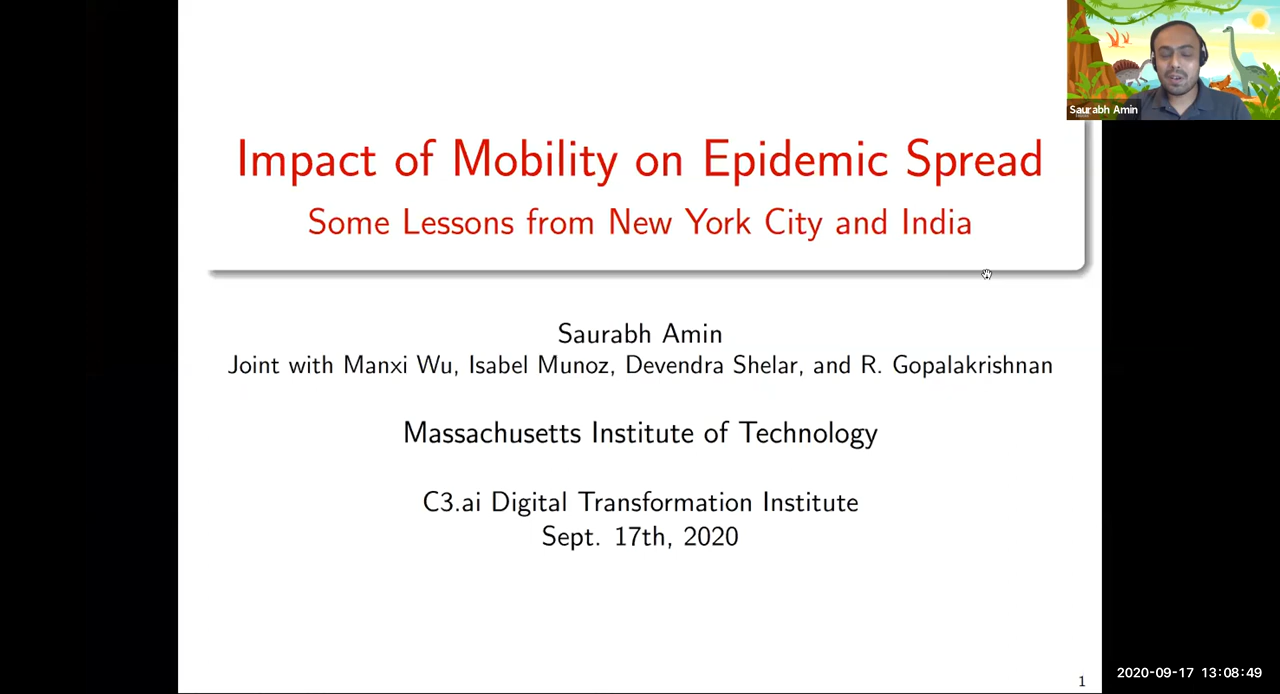 Saurabh Amin
Impact of Mobility on Epidemic Spread
Some Lessons from New York City and India
Saurabh Amin
Joint with Manxi Wu, Isabel Munoz, Devendra Shelar, and R. Gopalakrishnan
Massachusetts Institute of Technology
C3.ai Digital Transformation Institute
Sept. 17th, 2020
1
2020-09-17 13:08:49